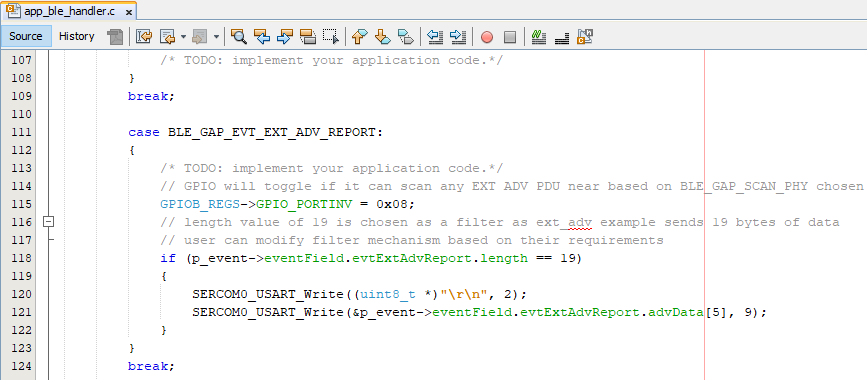 app_ble_handler.c
Source History
107 /* TODO: implement your application code.*/
108 }
109 break;
110
111 case BLE_GAP_EVT_EXT_ADV_REPORT:
112 {
113 /* TODO: implement your application code.*/
114 // GPIO will toggle if it can scan any EXT ADV PDU near based on BLE_GAP_SCAN_PHY chosen
115 GPIOB_REGS->GPIO_PORTINV = 0x08;
116 // length value of 19 is chosen as a filter as ext_adv example sends 19 bytes of data
117 // user can modify filter mechanism based on their requirements
118 if (p_event->eventField.evtExtAdvReport.length == 19)
119 {
120 SERCOM0_USART_Write((uint8_t *)"\r\n", 2);
121 SERCOM0_USART_Write(&p_event->eventField.evtExtAdvReport.advData[5], 9);
122 }
123 }
124 break;